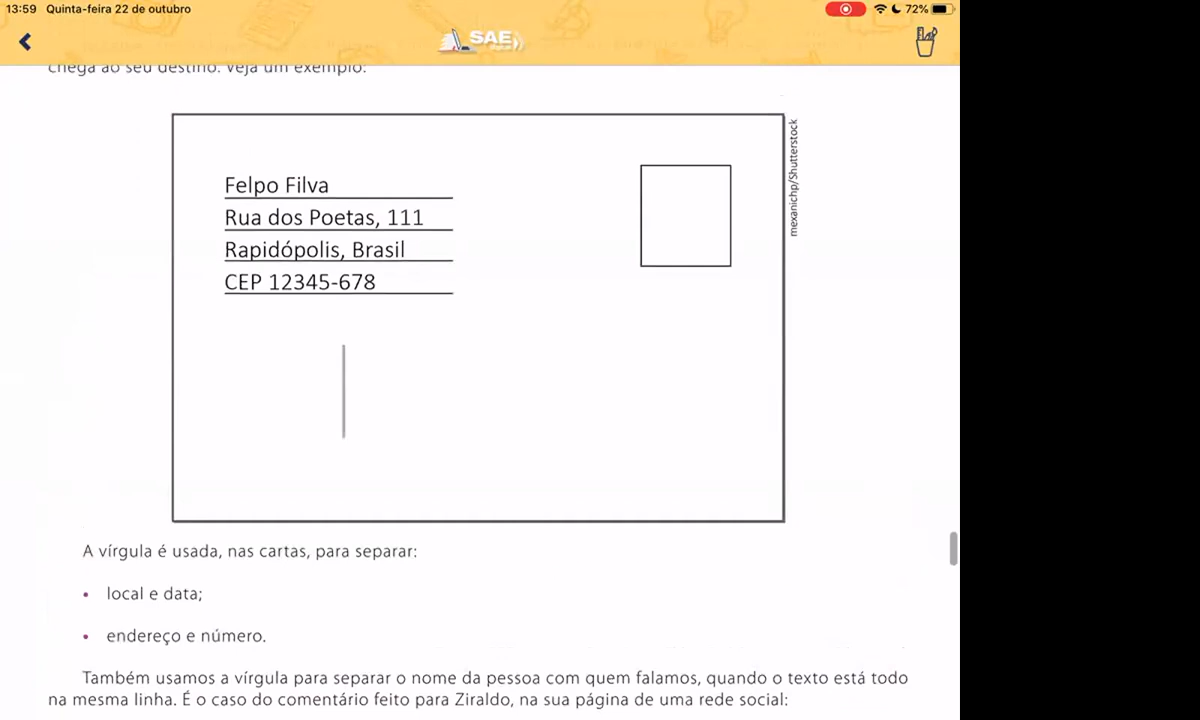 13:59 Quinta-feira 22 de outubro 72%
SAE
chega ao seu destino. Veja um exemplo:
mexanichp/Shutterstock
Felpo Filva
Rua dos Poetas, 111
Rapidópolis, Brasil
CEP 12345-678
A vírgula é usada, nas cartas, para separar:
• local e data;
• endereço e número.
Também usamos a vírgula para separar o nome da pessoa com quem falamos, quando o texto está todo
na mesma linha. É o caso do comentário feito para Ziraldo, na sua página de uma rede social: